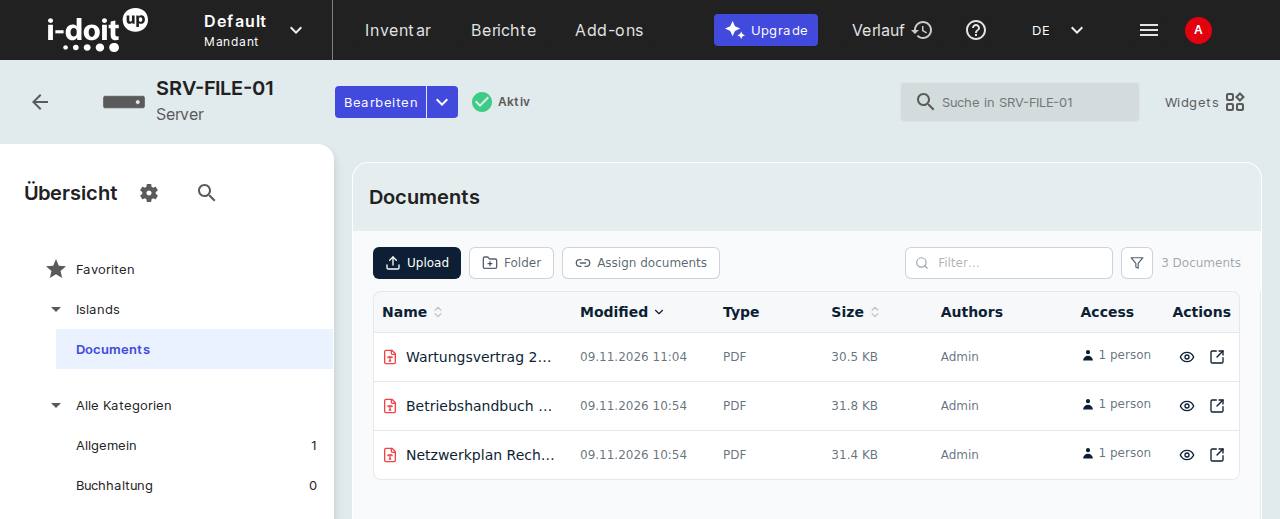 i-doit up
Default
Mandant
Inventar
Berichte
Add-ons
Upgrade
Verlauf
DE
A
SRV-FILE-01
Server
Bearbeiten
Aktiv
Suche in SRV-FILE-01
Widgets
Übersicht
Favoriten
Islands
Documents
Alle Kategorien
Allgemein 1
Buchhaltung 0
Documents
Upload
Folder
Assign documents
Filter...
3 Documents
Name Modified Type Size Authors Access Actions
Wartungsvertrag 2... 09.11.2026 11:04 PDF 30.5 KB Admin 1 person
Betriebshandbuch ... 09.11.2026 10:54 PDF 31.8 KB Admin 1 person
Netzwerkplan Rech... 09.11.2026 10:54 PDF 31.4 KB Admin 1 person